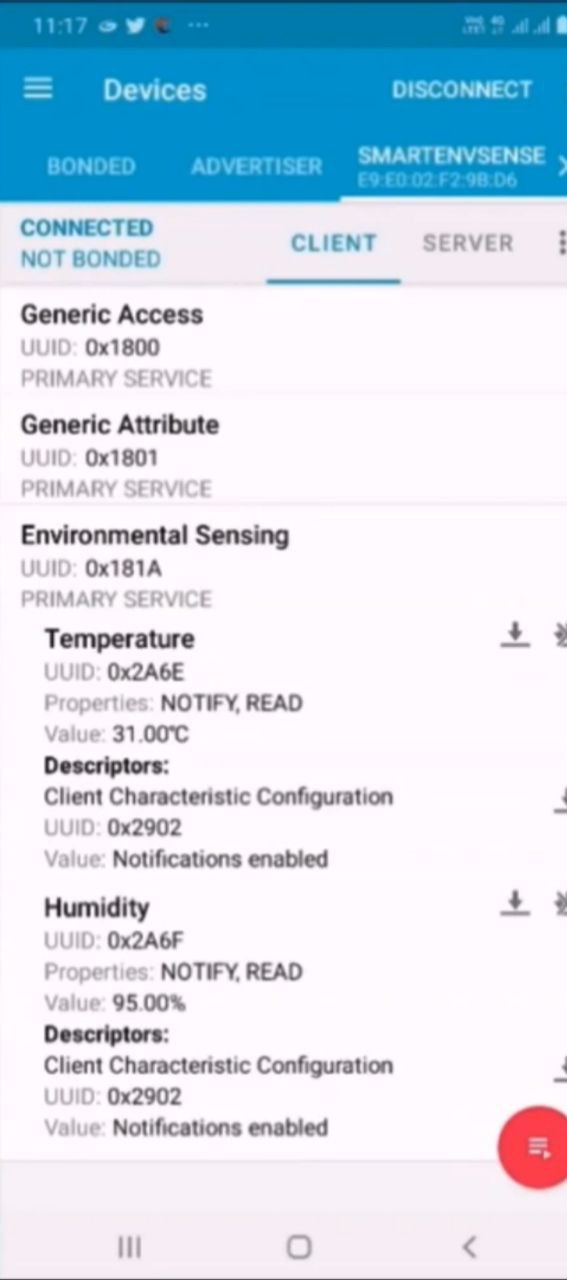 11:17
Devices
DISCONNECT
BONDED
ADVERTISER
SMARTENVSENSE
E9:E0:02:F2:9B:D6
CONNECTED
NOT BONDED
CLIENT
SERVER
Generic Access
UUID: 0x1800
PRIMARY SERVICE
Generic Attribute
UUID: 0x1801
PRIMARY SERVICE
Environmental Sensing
UUID: 0x181A
PRIMARY SERVICE
Temperature
UUID: 0x2A6E
Properties: NOTIFY, READ
Value: 31.00°C
Descriptors:
Client Characteristic Configuration
UUID: 0x2902
Value: Notifications enabled
Humidity
UUID: 0x2A6F
Properties: NOTIFY, READ
Value: 95.00%
Descriptors:
Client Characteristic Configuration
UUID: 0x2902
Value: Notifications enabled